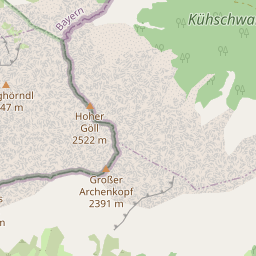 Bayern
Kühschwa
ghörndl
47 m
Hoher
Göll
2522 m
Großer
Archenkopf
2391 m
s